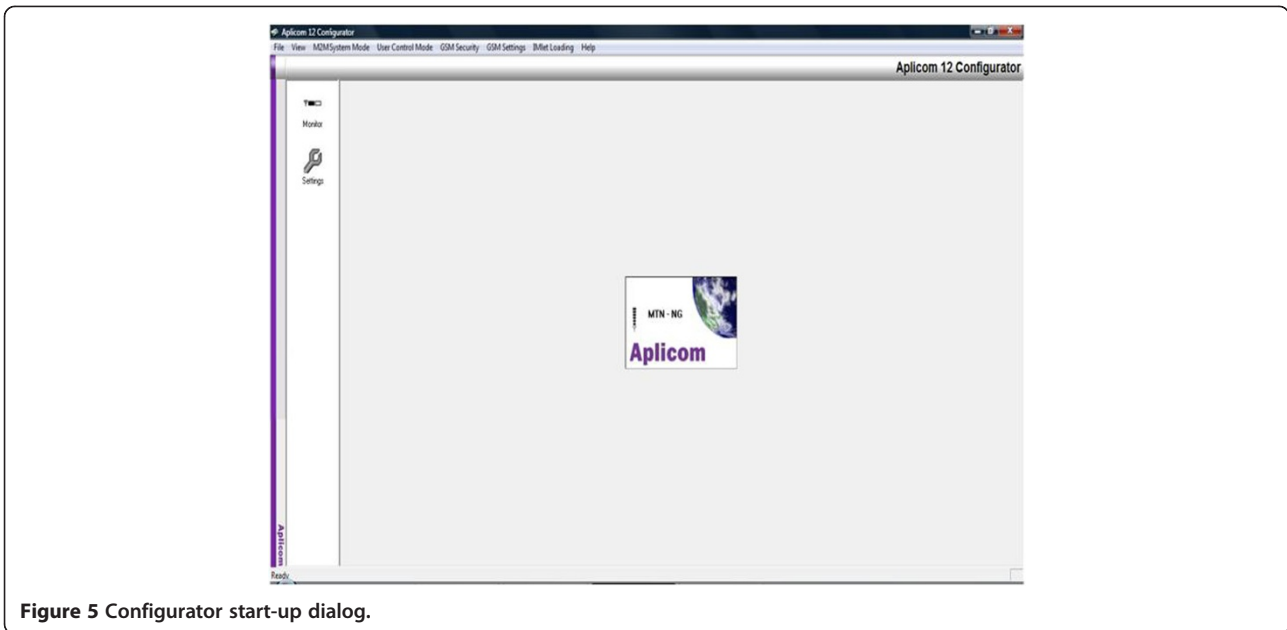 Aplicom 12 Configurator
File View M2MSystem Mode User Control Mode GSM Security GSM Settings IMlet Loading Help
Aplicom 12 Configurator
Monitor
Settings
MTN - NG
Aplicom
Aplicom
Ready
Figure 5 Configurator start-up dialog.